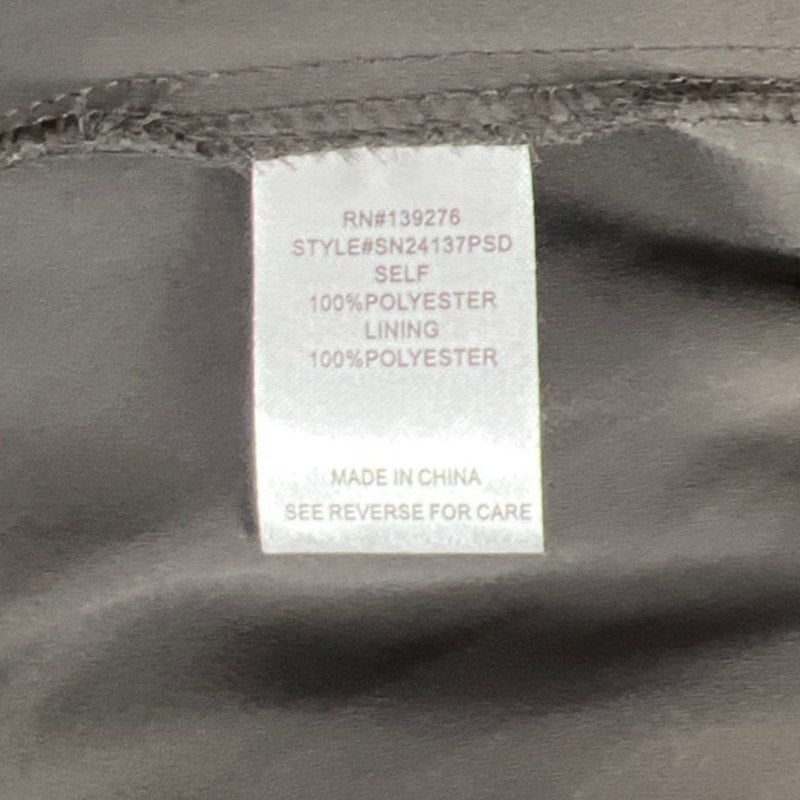 RN#139276
STYLE#SN24137PSD
SELF
100%POLYESTER
LINING
100%POLYESTER
MADE IN CHINA
SEE REVERSE FOR CARE